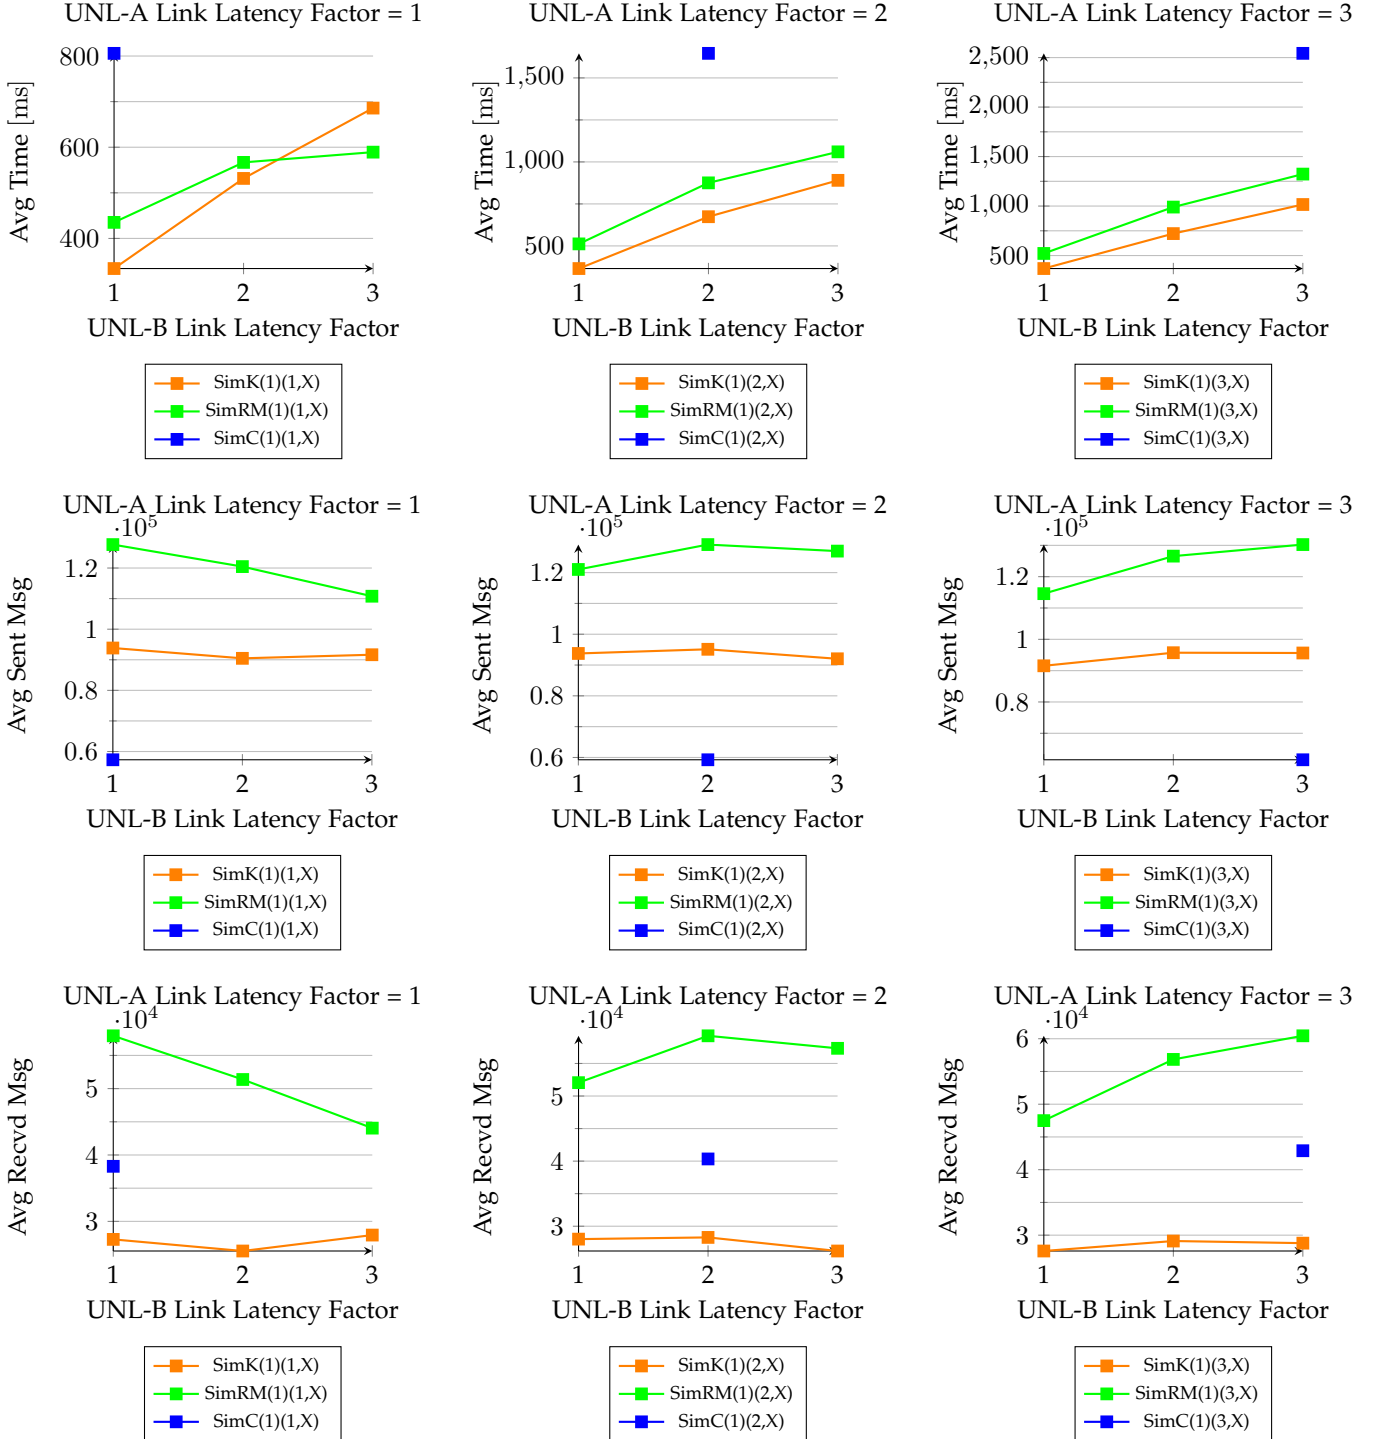 UNL-A Link Latency Factor = 1
800
600
400
Avg Time [ms]
1
2
3
UNL-B Link Latency Factor
SimK(1)(1,X)
SimRM(1)(1,X)
SimC(1)(1,X)
UNL-A Link Latency Factor = 2
1,500
1,000
500
Avg Time [ms]
1
2
3
UNL-B Link Latency Factor
SimK(1)(2,X)
SimRM(1)(2,X)
SimC(1)(2,X)
UNL-A Link Latency Factor = 3
2,500
2,000
1,500
1,000
500
Avg Time [ms]
1
2
3
UNL-B Link Latency Factor
SimK(1)(3,X)
SimRM(1)(3,X)
SimC(1)(3,X)
UNL-A Link Latency Factor = 1
·10⁵
1.2
1
0.8
0.6
Avg Sent Msg
1
2
3
UNL-B Link Latency Factor
SimK(1)(1,X)
SimRM(1)(1,X)
SimC(1)(1,X)
UNL-A Link Latency Factor = 2
·10⁵
1.2
1
0.8
0.6
Avg Sent Msg
1
2
3
UNL-B Link Latency Factor
SimK(1)(2,X)
SimRM(1)(2,X)
SimC(1)(2,X)
UNL-A Link Latency Factor = 3
·10⁵
1.2
1
0.8
Avg Sent Msg
1
2
3
UNL-B Link Latency Factor
SimK(1)(3,X)
SimRM(1)(3,X)
SimC(1)(3,X)
UNL-A Link Latency Factor = 1
·10⁴
5
4
3
Avg Recvd Msg
1
2
3
UNL-B Link Latency Factor
SimK(1)(1,X)
SimRM(1)(1,X)
SimC(1)(1,X)
UNL-A Link Latency Factor = 2
·10⁴
5
4
3
Avg Recvd Msg
1
2
3
UNL-B Link Latency Factor
SimK(1)(2,X)
SimRM(1)(2,X)
SimC(1)(2,X)
UNL-A Link Latency Factor = 3
·10⁴
6
5
4
3
Avg Recvd Msg
1
2
3
UNL-B Link Latency Factor
SimK(1)(3,X)
SimRM(1)(3,X)
SimC(1)(3,X)